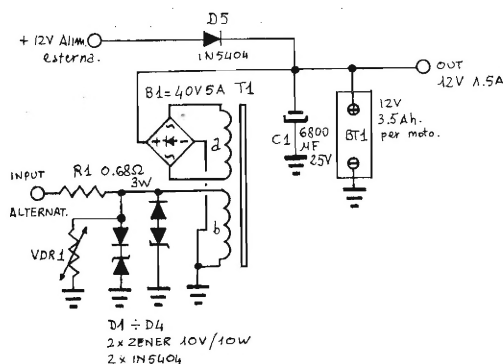 D5
+ 12V Alim.
esterna.
1N5404
OUT
12V 1.5A
B1=40V5A T1
a
C1
6800
µF
25V
12V
3.5Ah.
per moto.
BT1
INPUT
ALTERNAT.
R1 0.68Ω
3W
b
VDR1
D1 ÷ D4
2 x ZENER 10V/10W
2 x 1N5404